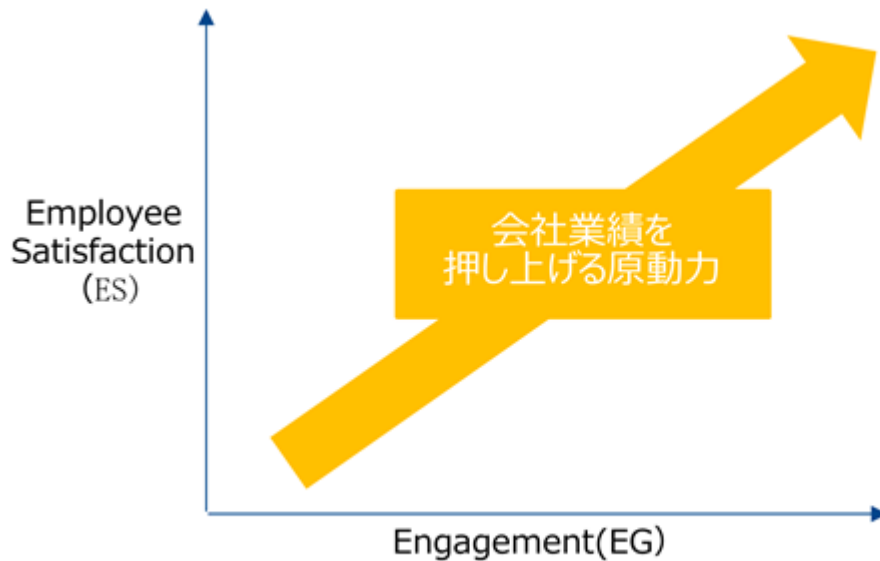 Employee
Satisfaction
（ES）
会社業績を
押し上げる原動力
Engagement(EG）